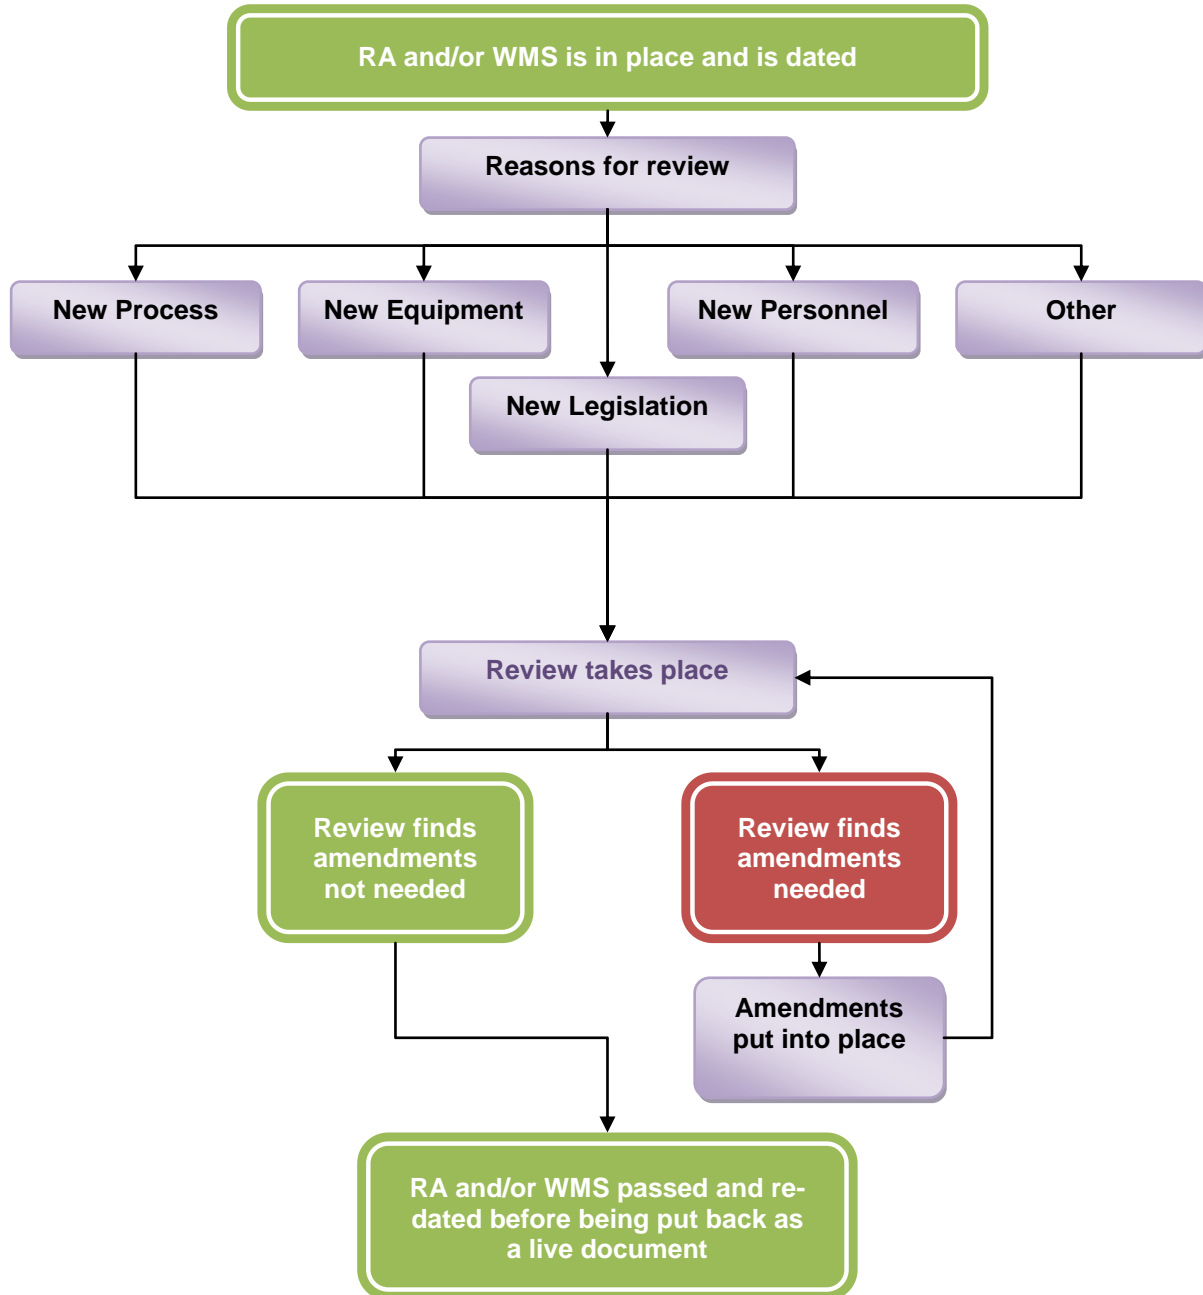 RA and/or WMS is in place and is dated
Reasons for review
New Process
New Equipment
New Personnel
Other
New Legislation
Review takes place
Review finds
amendments
not needed
Review finds
amendments
needed
Amendments
put into place
RA and/or WMS passed and re-
dated before being put back as
a live document